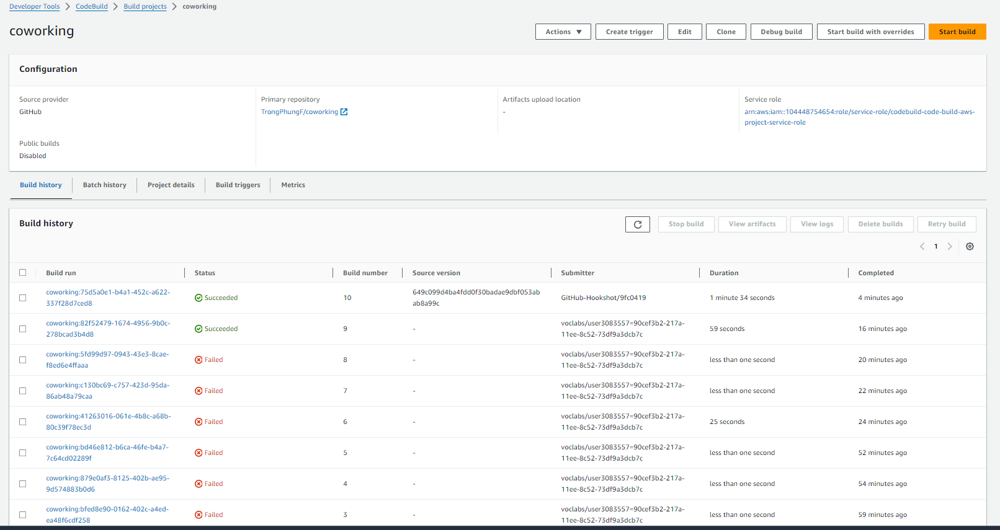 Developer Tools > CodeBuild > Build projects > coworking
coworking
Actions ▼ Create trigger Edit Clone Debug build Start build with overrides Start build
Configuration
Source provider Primary repository Artifacts upload location Service role
GitHub TrongPhungF/coworking - arn:aws:iam::104448754654:role/service-role/codebuild-code-build-aws-
project-service-role
Public builds
Disabled
Build history Batch history Project details Build triggers Metrics
Build history Stop build View artifacts View logs Delete builds Retry build
< 1 >
Build run Status Build number Source version Submitter Duration Completed
coworking:75d5a0e1-b4a1-452c-a622- 649c099d4ba4fdd0f30badae9dbf053ab
Succeeded 10 GitHub-Hookshot/9fc0419 1 minute 34 seconds 4 minutes ago
337f28d7ced8 ab8a99c
coworking:82f52479-1674-4956-9b0c- voclabs/user3083557=90cef3b2-217a-
Succeeded 9 - 59 seconds 16 minutes ago
278bcad3b4d8 11ee-8c52-73df9a3dcb7c
coworking:5fd99d97-0943-43e3-8cae- voclabs/user3083557=90cef3b2-217a-
Failed 8 - less than one second 20 minutes ago
f8ed6e4ffaaa 11ee-8c52-73df9a3dcb7c
coworking:c130bc69-c757-423d-95da- voclabs/user3083557=90cef3b2-217a-
Failed 7 - less than one second 22 minutes ago
86ab48a79caa 11ee-8c52-73df9a3dcb7c
coworking:41263016-061e-4b8c-a68b- voclabs/user3083557=90cef3b2-217a-
Failed 6 - 25 seconds 24 minutes ago
80c39f78ec3d 11ee-8c52-73df9a3dcb7c
coworking:bd46e812-b6ca-46fe-b4a7- voclabs/user3083557=90cef3b2-217a-
Failed 5 - less than one second 52 minutes ago
7c64cd02289f 11ee-8c52-73df9a3dcb7c
coworking:879e0af3-8125-402b-ae95- voclabs/user3083557=90cef3b2-217a-
Failed 4 - less than one second 54 minutes ago
9d574883b0d6 11ee-8c52-73df9a3dcb7c
coworking:bfed8e90-0162-402c-a4ed- voclabs/user3083557=90cef3b2-217a-
Failed 3 - less than one second 59 minutes ago
ea48f6cdf258 11ee-8c52-73df9a3dcb7c